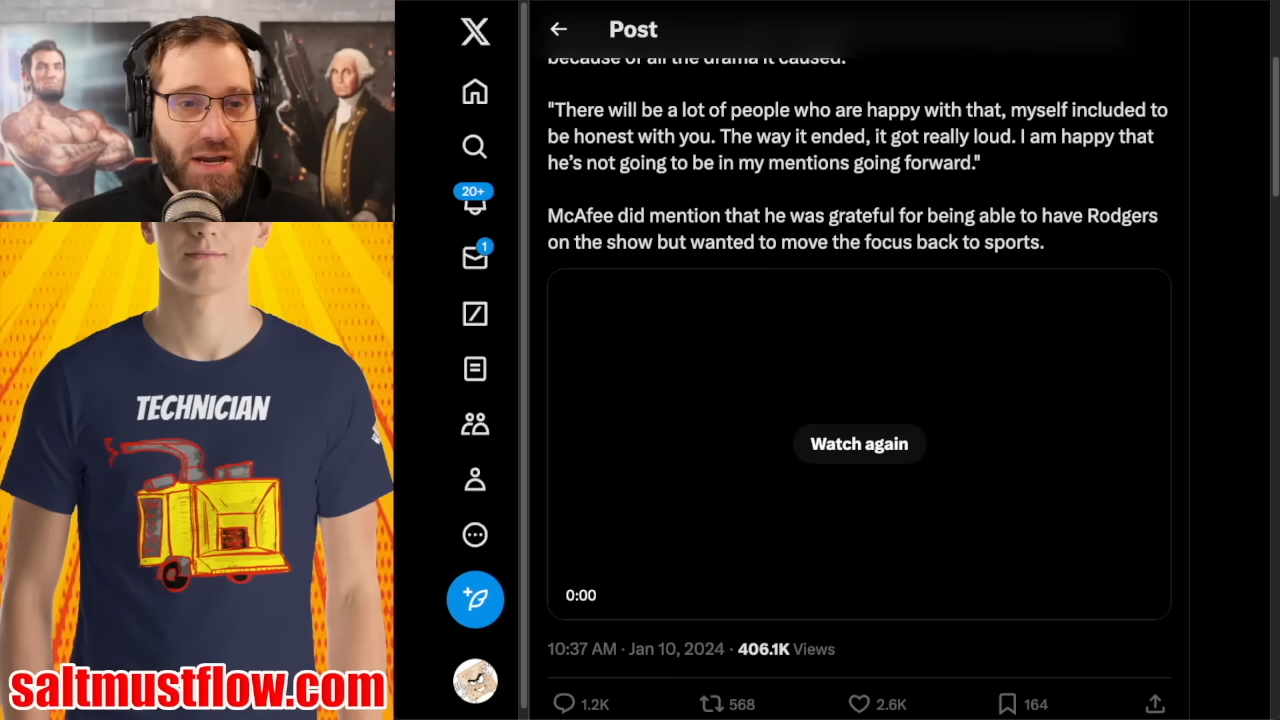 Post
because of all the drama it caused.
"There will be a lot of people who are happy with that, myself included to
be honest with you. The way it ended, it got really loud. I am happy that
he's not going to be in my mentions going forward."
McAfee did mention that he was grateful for being able to have Rodgers
on the show but wanted to move the focus back to sports.
Watch again
0:00
10:37 AM · Jan 10, 2024 · 406.1K Views
1.2K 568 2.6K 164
20+
1
TECHNICIAN
saltmustflow.com